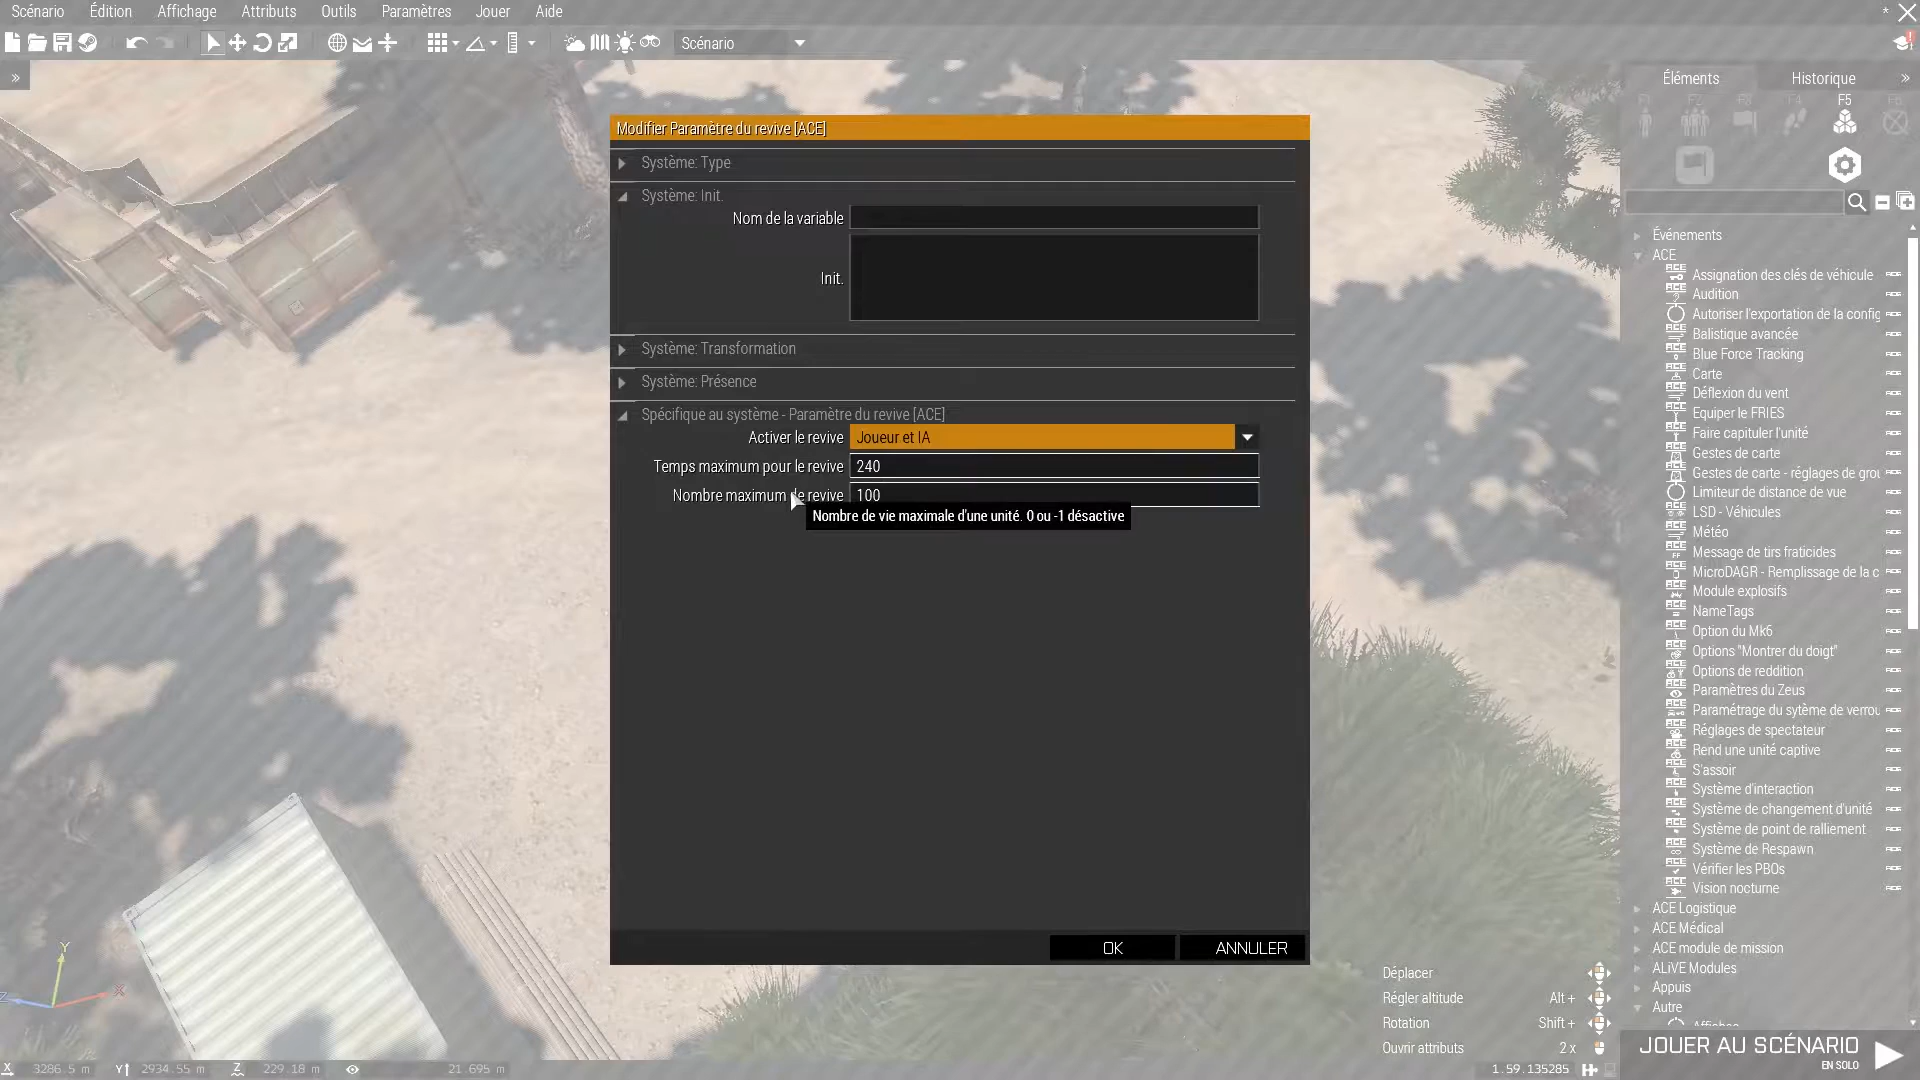 Scénario Édition Affichage Attributs Outils Paramètres Jouer Aide
Scénario
Éléments Historique
F1 F2 F3 F4 F5 F6
Modifier Paramètre du revive [ACE]
Système: Type
Système: Init.
Nom de la variable
Init.
Système: Transformation
Système: Présence
Spécifique au système - Paramètre du revive [ACE]
Activer le revive Joueur et IA
Temps maximum pour le revive 240
Nombre maximum de revive 100
Nombre de vie maximale d'une unité. 0 ou -1 désactive
OK ANNULER
Événements
ACE
Assignation des clés de véhicule
Audition
Autoriser l'exportation de la config
Balistique avancée
Blue Force Tracking
Carte
Déflexion du vent
Equiper le FRIES
Faire capituler l'unité
Gestes de carte
Gestes de carte - réglages de grou
Limiteur de distance de vue
LSD - Véhicules
Météo
Message de tirs fraticides
MicroDAGR - Remplissage de la c
Module explosifs
NameTags
Option du Mk6
Options "Montrer du doigt"
Options de reddition
Paramètres du Zeus
Paramétrage du sytème de verrou
Réglages de spectateur
Rend une unité captive
S'assoir
Système d'interaction
Système de changement d'unité
Système de point de ralliement
Système de Respawn
Vérifier les PBOs
Vision nocturne
ACE Logistique
ACE Médical
ACE module de mission
ALiVE Modules
Appuis
Autre
Déplacer
Régler altitude Alt +
Rotation Shift +
Ouvrir attributs 2 x
JOUER AU SCÉNARIO
EN SOLO
X 3286.5 m Y 2934.55 m Z 229.18 m 21.695 m
1.59.135285
Y
X
Z